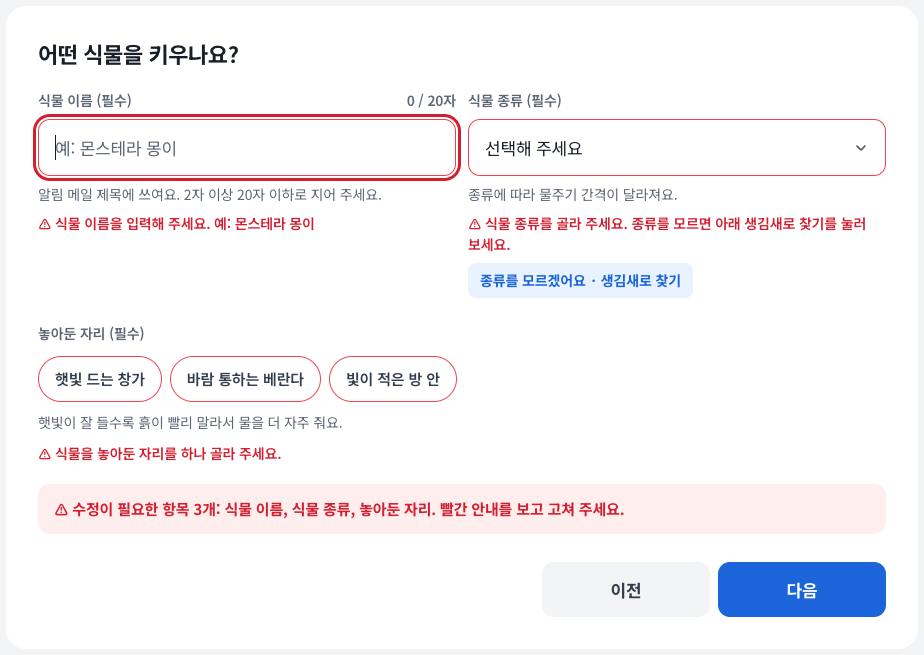 어떤 식물을 키우나요?
식물 이름 (필수)
0 / 20자
예: 몬스테라 몽이
알림 메일 제목에 쓰여요. 2자 이상 20자 이하로 지어 주세요.
식물 이름을 입력해 주세요. 예: 몬스테라 몽이
식물 종류 (필수)
선택해 주세요
종류에 따라 물주기 간격이 달라져요.
식물 종류를 골라 주세요. 종류를 모르면 아래 생김새로 찾기를 눌러
보세요.
종류를 모르겠어요 · 생김새로 찾기
놓아둔 자리 (필수)
햇빛 드는 창가
바람 통하는 베란다
빛이 적은 방 안
햇빛이 잘 들수록 흙이 빨리 말라서 물을 더 자주 줘요.
식물을 놓아둔 자리를 하나 골라 주세요.
수정이 필요한 항목 3개: 식물 이름, 식물 종류, 놓아둔 자리. 빨간 안내를 보고 고쳐 주세요.
이전
다음